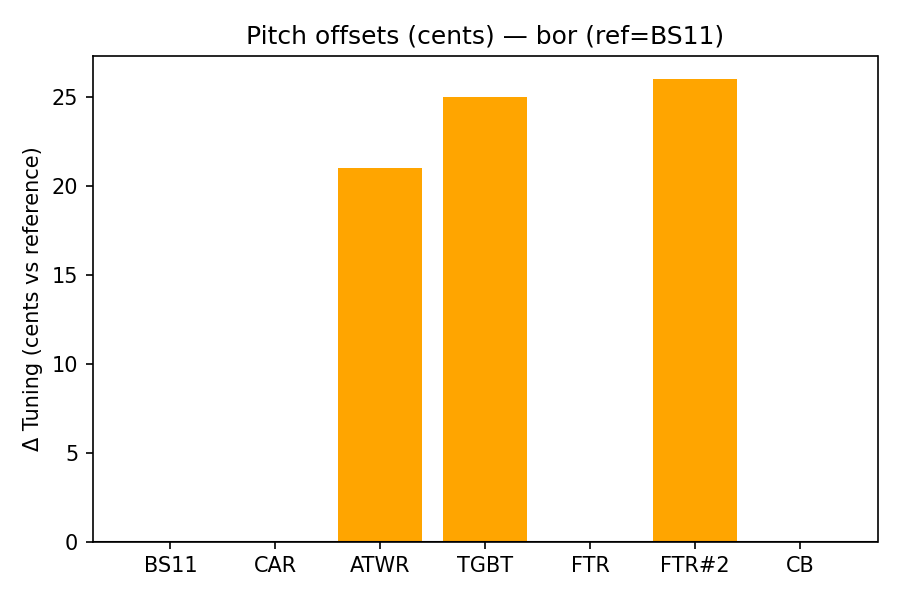 Pitch offsets (cents) — bor (ref=BS11)
Δ Tuning (cents vs reference)
25
20
15
10
5
0
BS11 CAR ATWR TGBT FTR FTR#2 CB